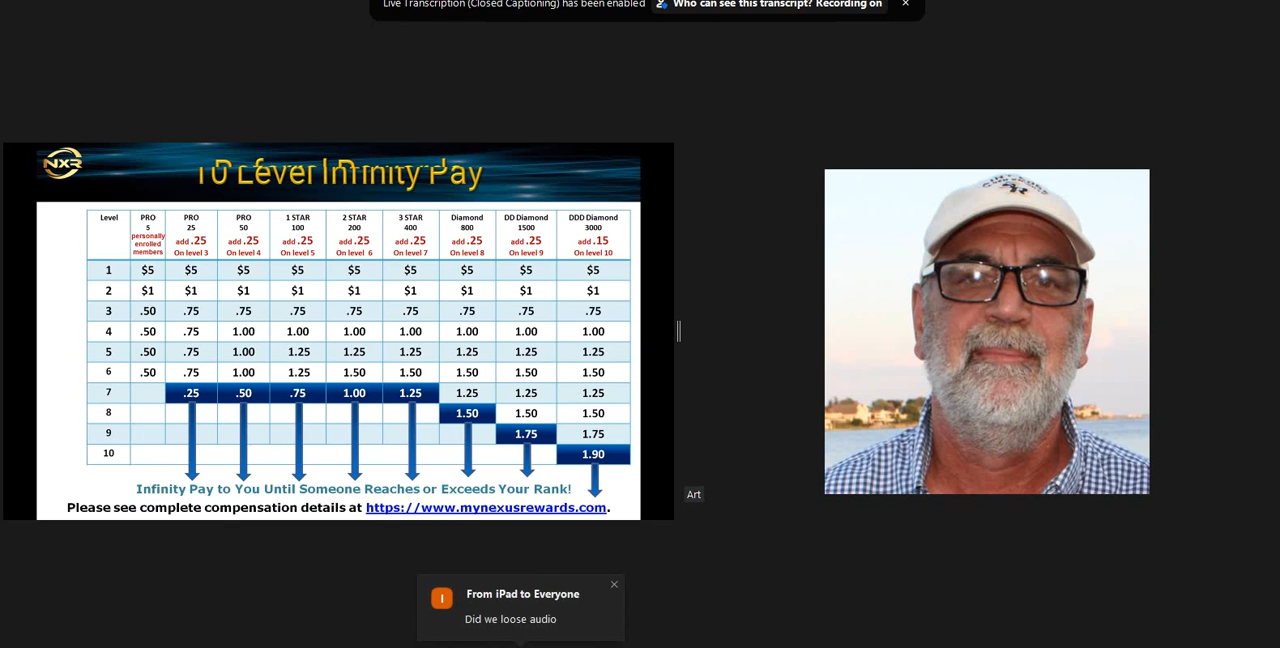 Live Transcription (Closed Captioning) has been enabled Who can see this transcript? Recording on
NXR
10 Level Infinity Pay
Level PRO PRO PRO 1 STAR 2 STAR 3 STAR Diamond DD Diamond DDD Diamond
5 25 50 100 200 400 800 1500 3000
personally enrolled members add .25 add .25 add .25 add .25 add .25 add .25 add .25 add .15
On level 3 On level 4 On level 5 On level 6 On level 7 On level 8 On level 9 On level 10
1 $5 $5 $5 $5 $5 $5 $5 $5 $5
2 $1 $1 $1 $1 $1 $1 $1 $1 $1
3 .50 .75 .75 .75 .75 .75 .75 .75 .75
4 .50 .75 1.00 1.00 1.00 1.00 1.00 1.00 1.00
5 .50 .75 1.00 1.25 1.25 1.25 1.25 1.25 1.25
6 .50 .75 1.00 1.25 1.50 1.50 1.50 1.50 1.50
7 .25 .50 .75 1.00 1.25 1.25 1.25 1.25
8 1.50 1.50 1.50
9 1.75 1.75
10 1.90
Infinity Pay to You Until Someone Reaches or Exceeds Your Rank!
Please see complete compensation details at https://www.mynexusrewards.com.
Art
I
From iPad to Everyone
Did we loose audio